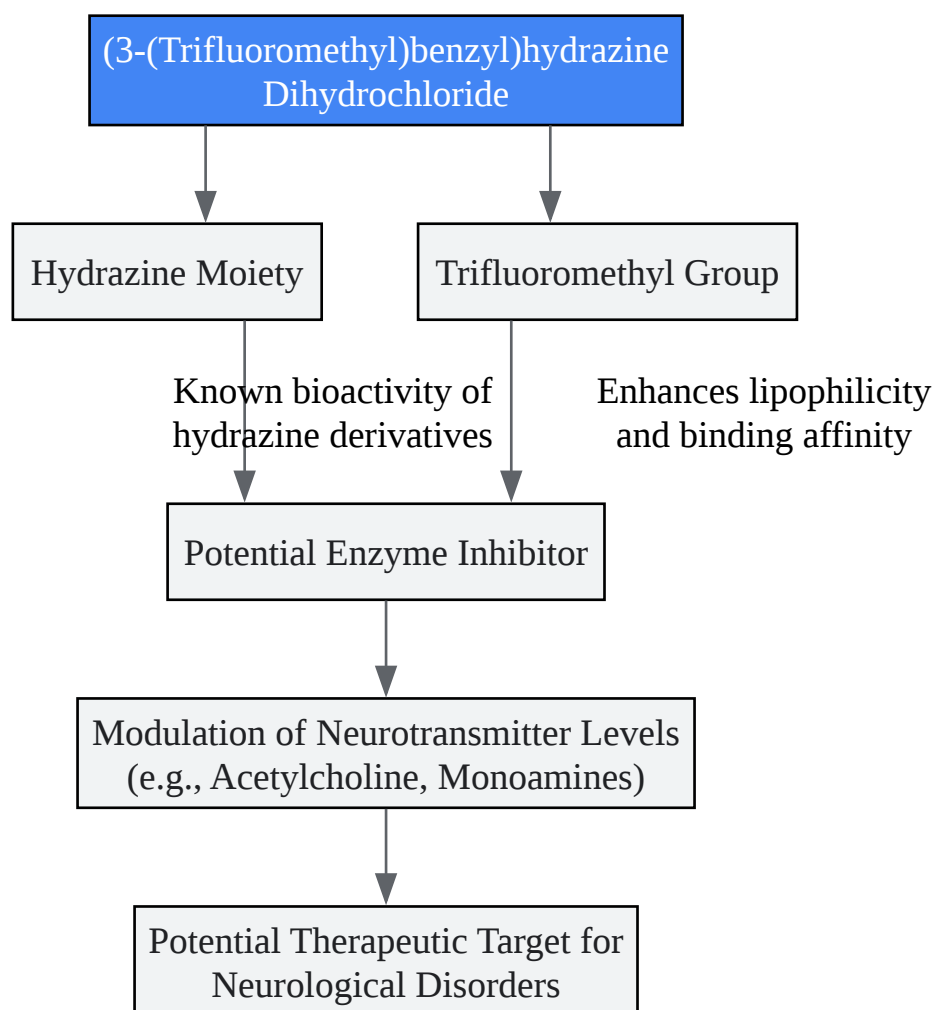 (3-(Trifluoromethyl)benzyl)hydrazine
Dihydrochloride
Hydrazine Moiety
Trifluoromethyl Group
Known bioactivity of
hydrazine derivatives
Enhances lipophilicity
and binding affinity
Potential Enzyme Inhibitor
Modulation of Neurotransmitter Levels
(e.g., Acetylcholine, Monoamines)
Potential Therapeutic Target for
Neurological Disorders